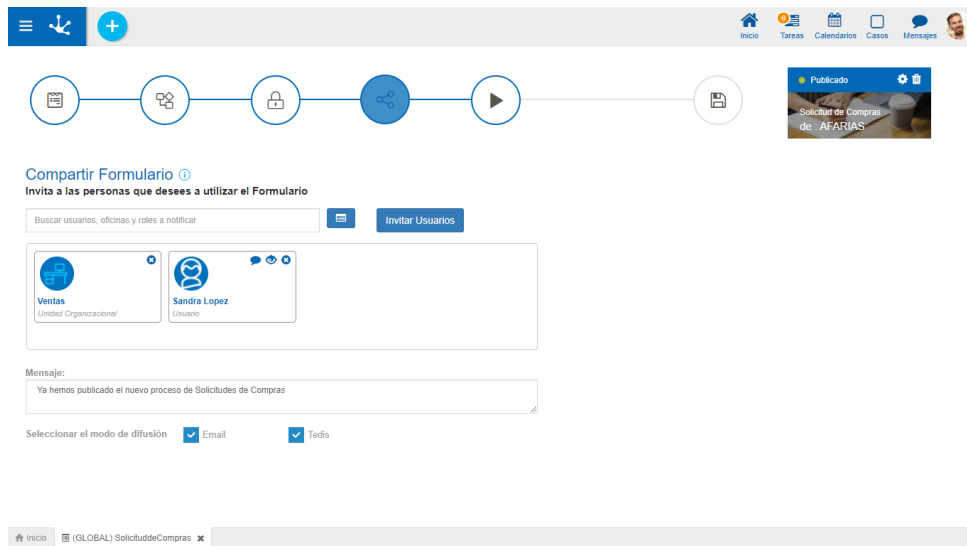 6
Inicio
Tareas
Calendarios
Casos
Mensajes
Publicado
Solicitud de Compras
de : AFARIAS
Compartir Formulario
Invita a las personas que desees a utilizar el Formulario
Buscar usuarios, oficinas y roles a notificar
Invitar Usuarios
Ventas
Unidad Organizacional
Sandra Lopez
Usuario
Mensaje:
Ya hemos publicado el nuevo proceso de Solicitudes de Compras
Seleccionar el modo de difusión
Email
Tedis
Inicio
(GLOBAL) SolicituddeCompras